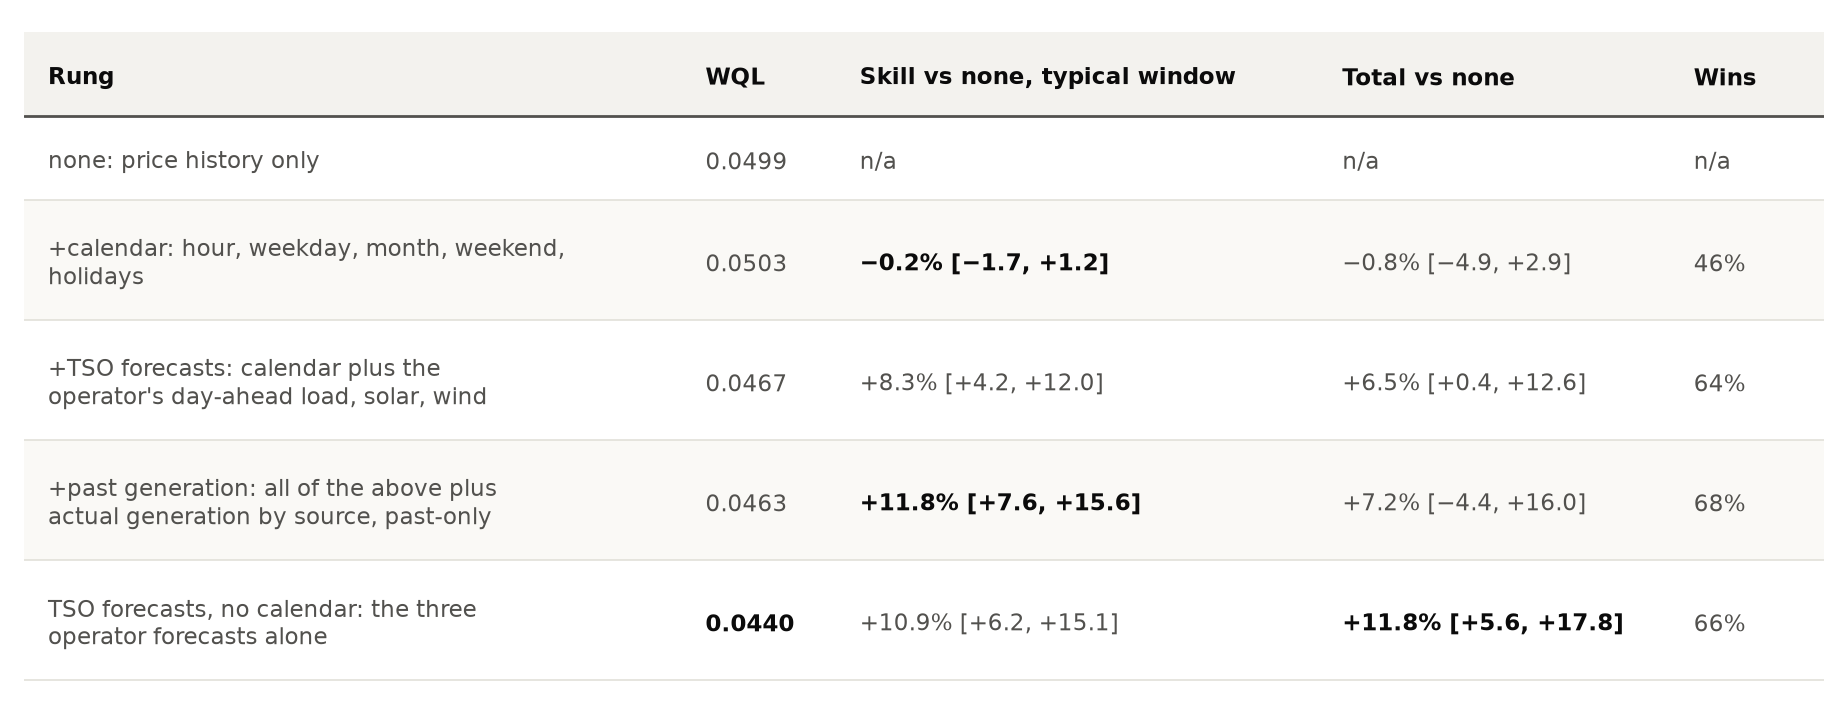 Rung WQL Skill vs none, typical window Total vs none Wins
none: price history only 0.0499 n/a n/a n/a
+calendar: hour, weekday, month, weekend,
holidays 0.0503 −0.2% [−1.7, +1.2] −0.8% [−4.9, +2.9] 46%
+TSO forecasts: calendar plus the
operator's day-ahead load, solar, wind 0.0467 +8.3% [+4.2, +12.0] +6.5% [+0.4, +12.6] 64%
+past generation: all of the above plus
actual generation by source, past-only 0.0463 +11.8% [+7.6, +15.6] +7.2% [−4.4, +16.0] 68%
TSO forecasts, no calendar: the three
operator forecasts alone 0.0440 +10.9% [+6.2, +15.1] +11.8% [+5.6, +17.8] 66%